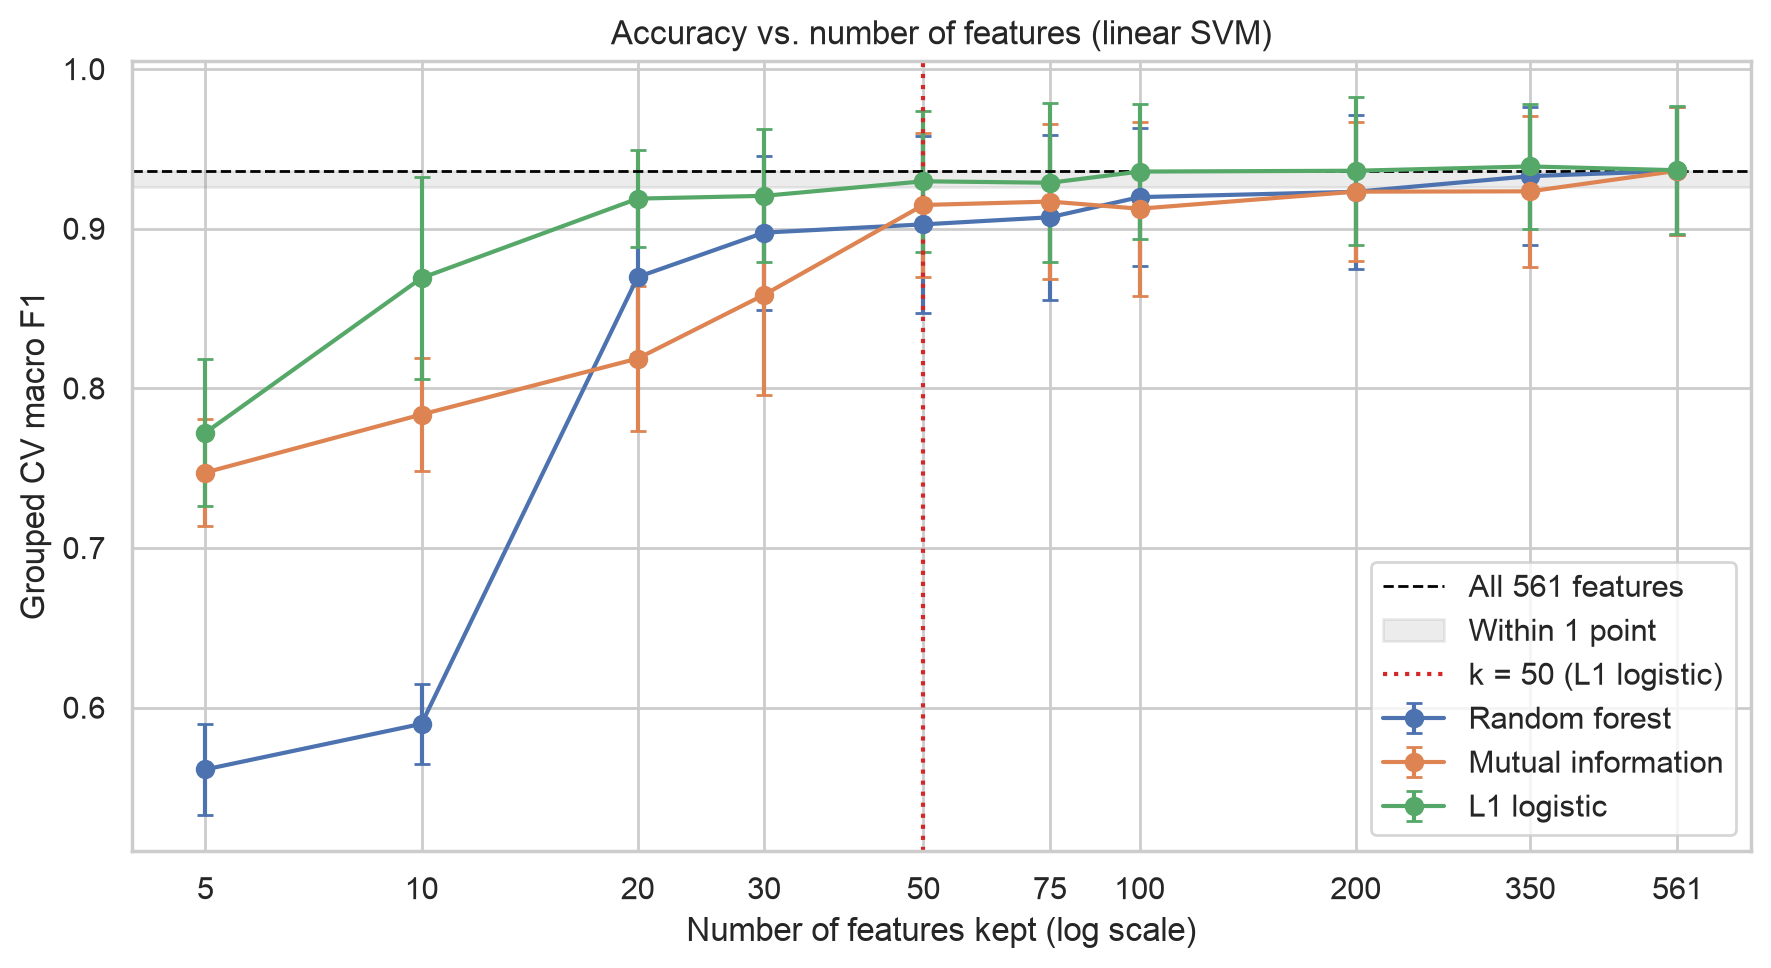 Accuracy vs. number of features (linear SVM)
Grouped CV macro F1
1.0
0.9
0.8
0.7
0.6
All 561 features
Within 1 point
k = 50 (L1 logistic)
Random forest
Mutual information
L1 logistic
5 10 20 30 50 75 100 200 350 561
Number of features kept (log scale)